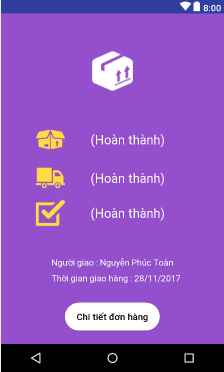 8:00
(Hoàn thành)
(Hoàn thành)
(Hoàn thành)
Người giao : Nguyễn Phúc Toàn
Thời gian giao hàng : 28/11/2017
Chi tiết đơn hàng